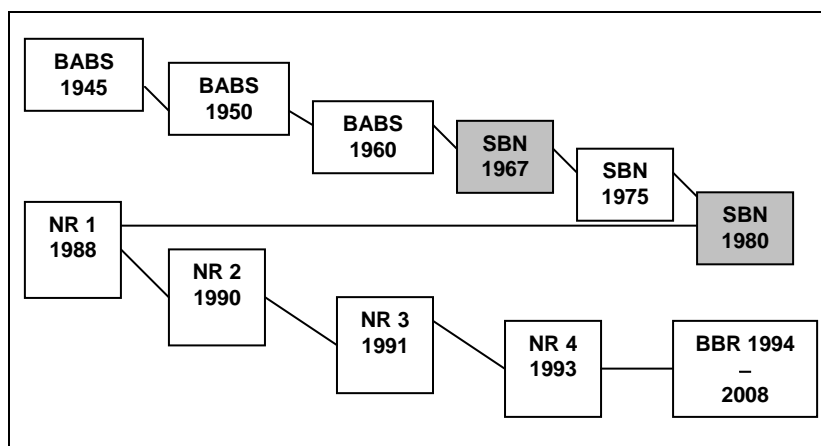 BABS
1945
BABS
1950
BABS
1960
SBN
1967
SBN
1975
SBN
1980
NR 1
1988
NR 2
1990
NR 3
1991
NR 4
1993
BBR 1994
–
2008